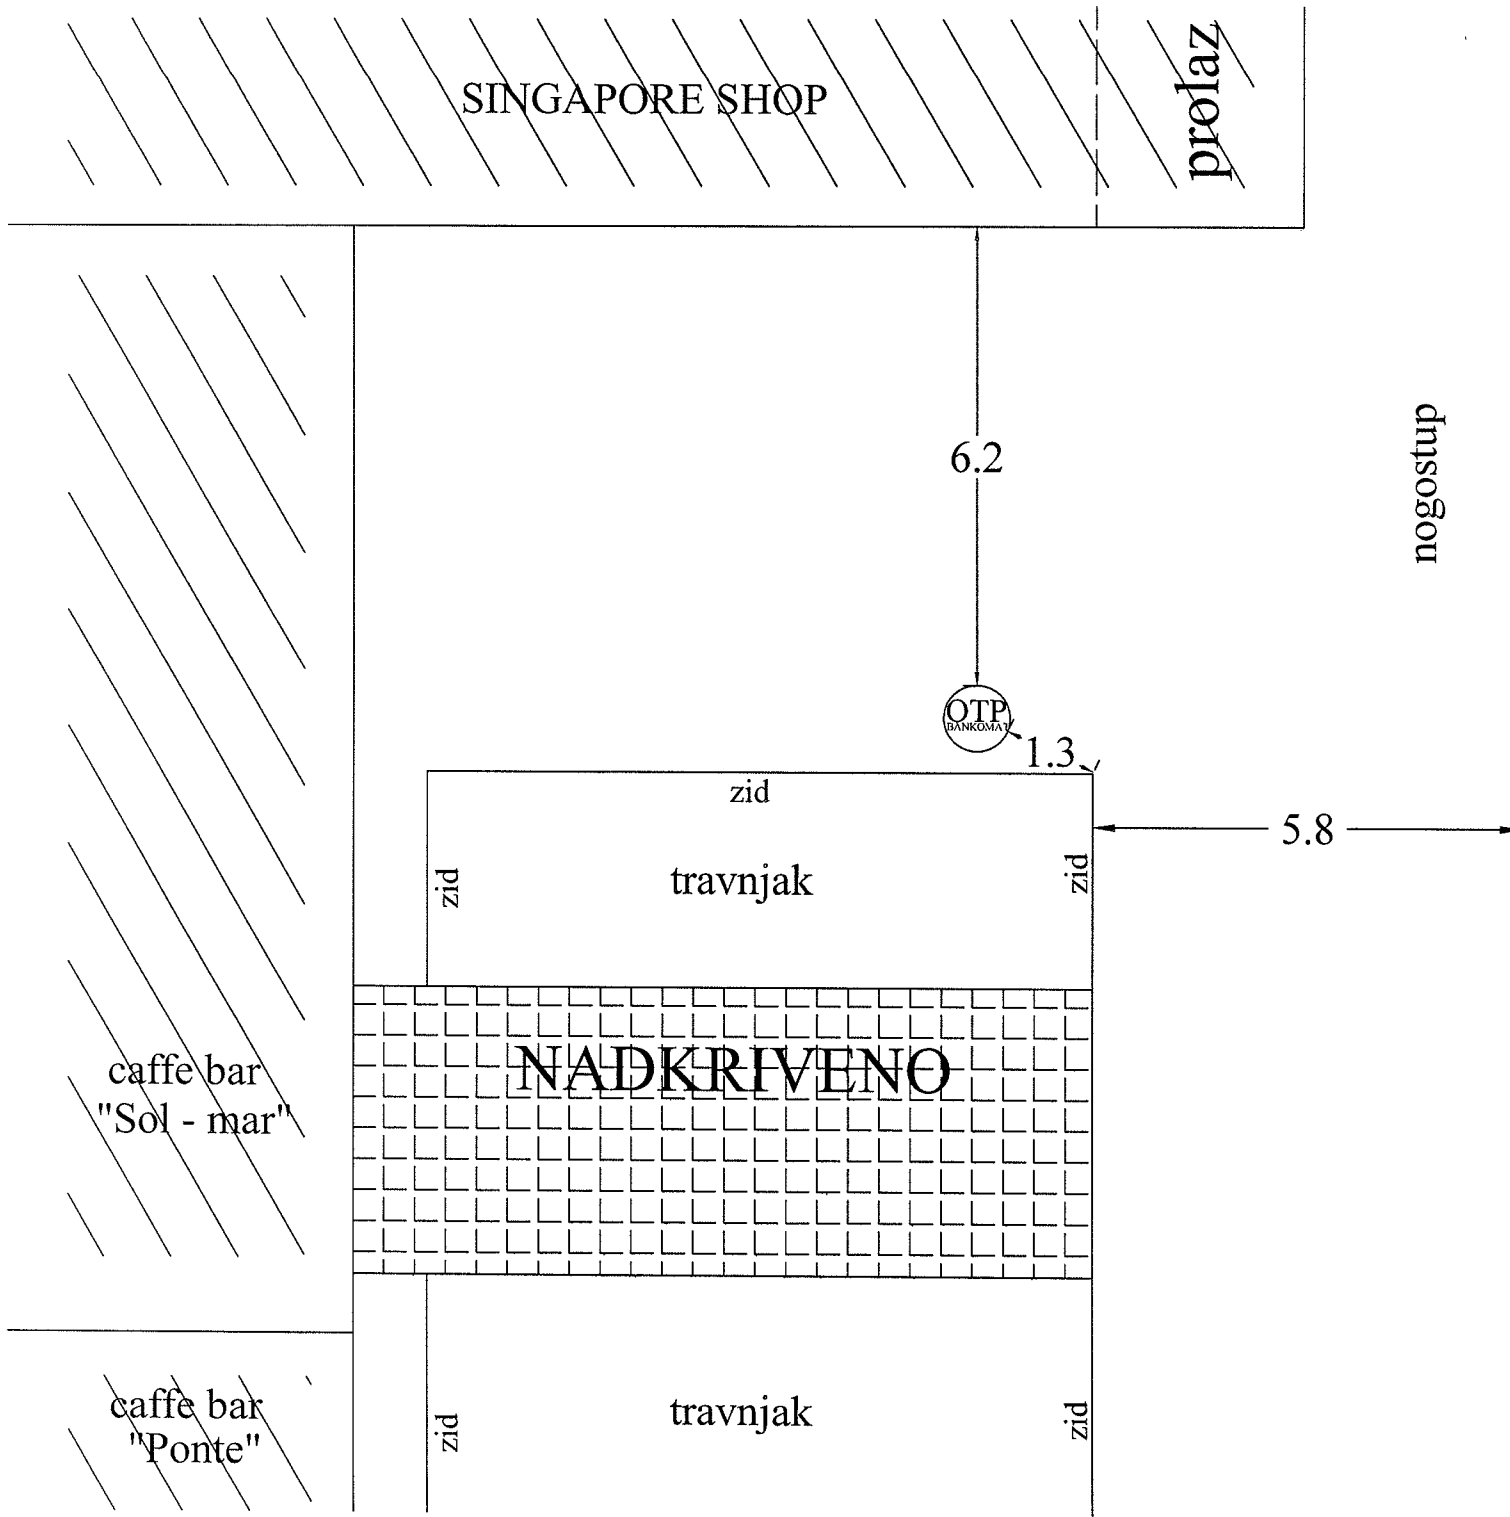 SINGAPORE SHOP
prolaz
6.2
nogostup
OTP
BANKOMAT
1.3
zid
5.8
zid
travnjak
zid
NADKRIVENO
caffe bar
"Sol - mar"
caffe bar
"Ponte"
zid
travnjak
zid